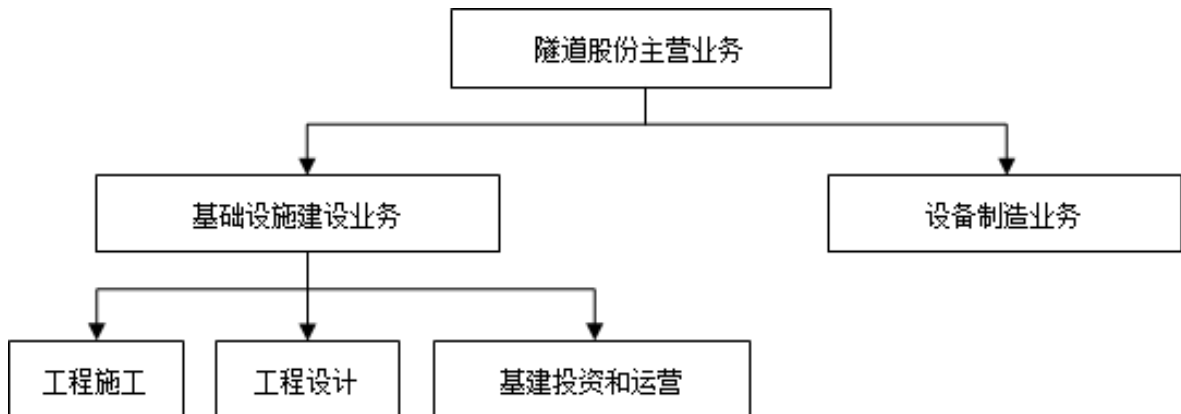 隧道股份主营业务
基础设施建设业务
设备制造业务
工程施工
工程设计
基建投资和运营